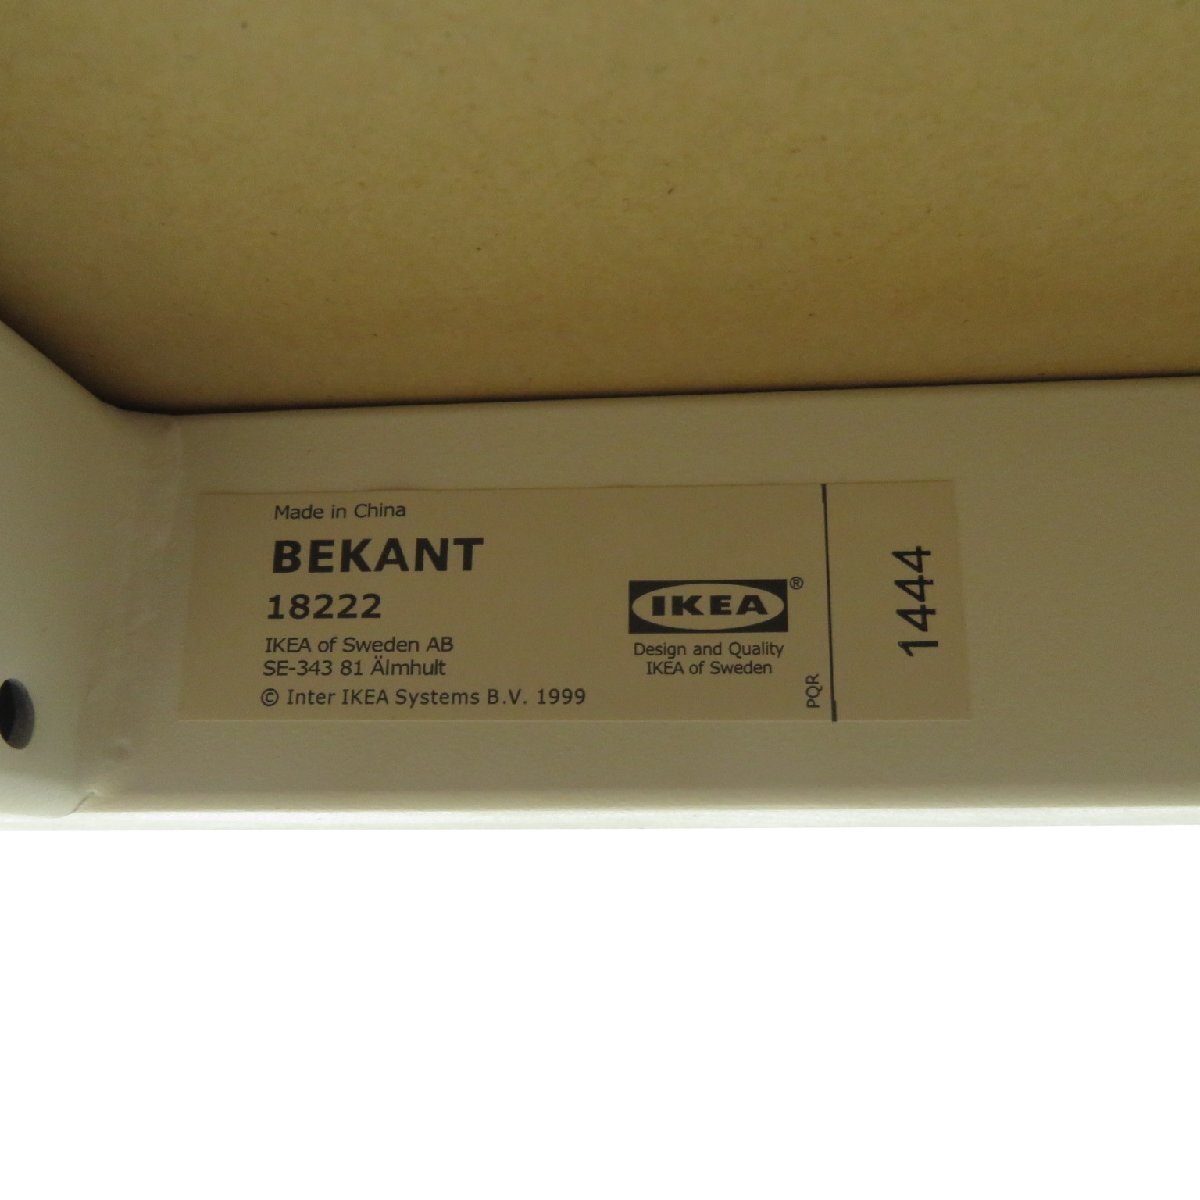 Made in China
BEKANT
18222
IKEA of Sweden AB
SE-343 81 Älmhult
© Inter IKEA Systems B.V. 1999
IKEA®
Design and Quality
IKEA of Sweden
PQR
1444